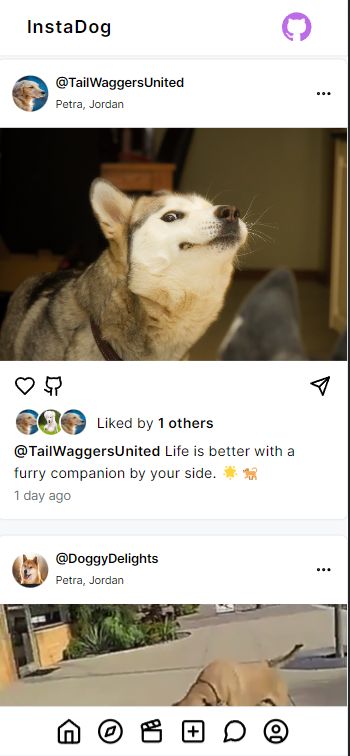 InstaDog
@TailWaggersUnited
Petra, Jordan
Liked by 1 others
@TailWaggersUnited Life is better with a
furry companion by your side. 🌟 🐕
1 day ago
@DoggyDelights
Petra, Jordan